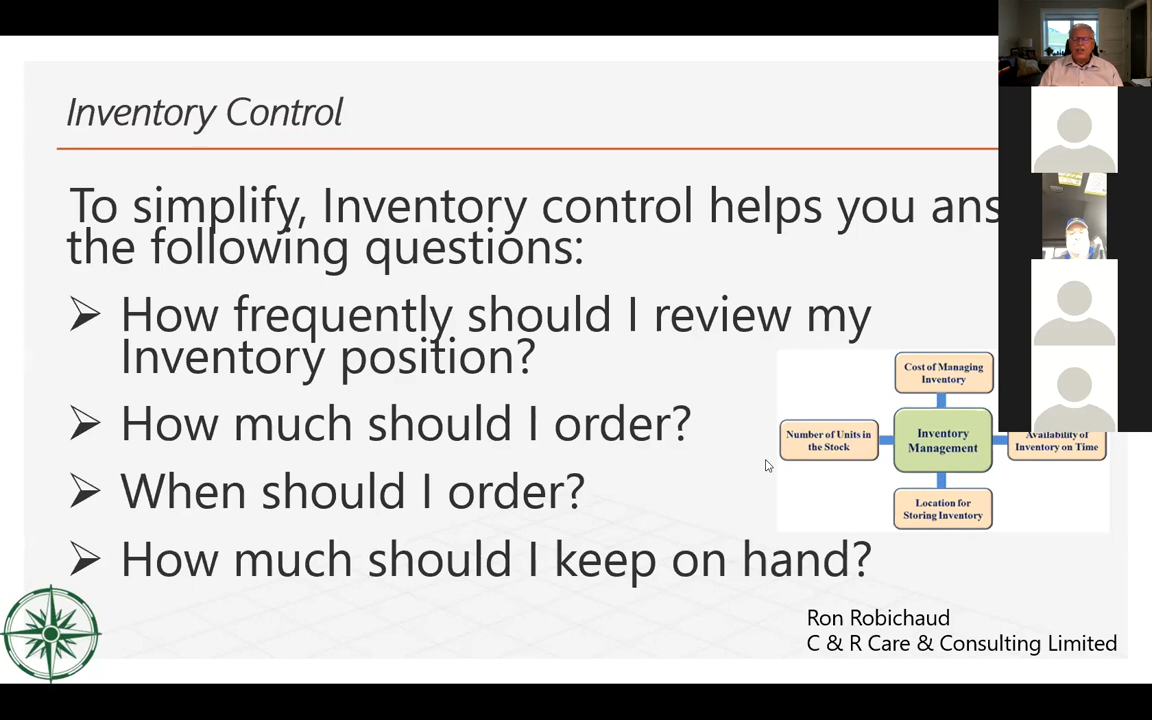 Inventory Control
To simplify, Inventory control helps you
the following questions:
How frequently should I review my
Inventory position?
How much should I order?
When should I order?
How much should I keep on hand?
Cost of Managing
Inventory
Number of Units in
the Stock
Inventory
Management
Availability of
Inventory on Time
Location for
Storing Inventory
Ron Robichaud
C & R Care & Consulting Limited